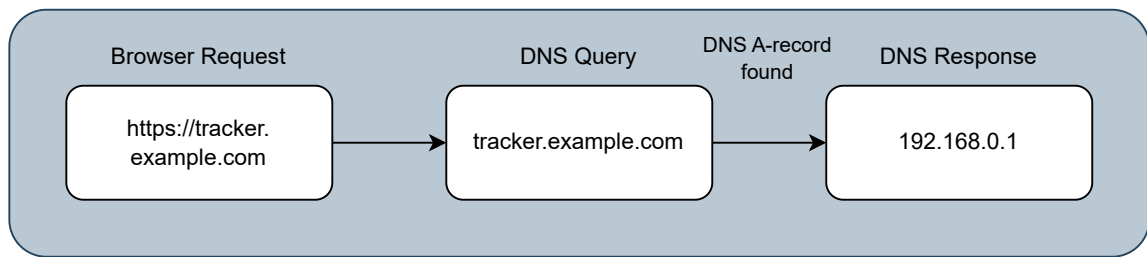 Browser Request
https://tracker.
example.com
DNS Query
tracker.example.com
DNS A-record
found
DNS Response
192.168.0.1